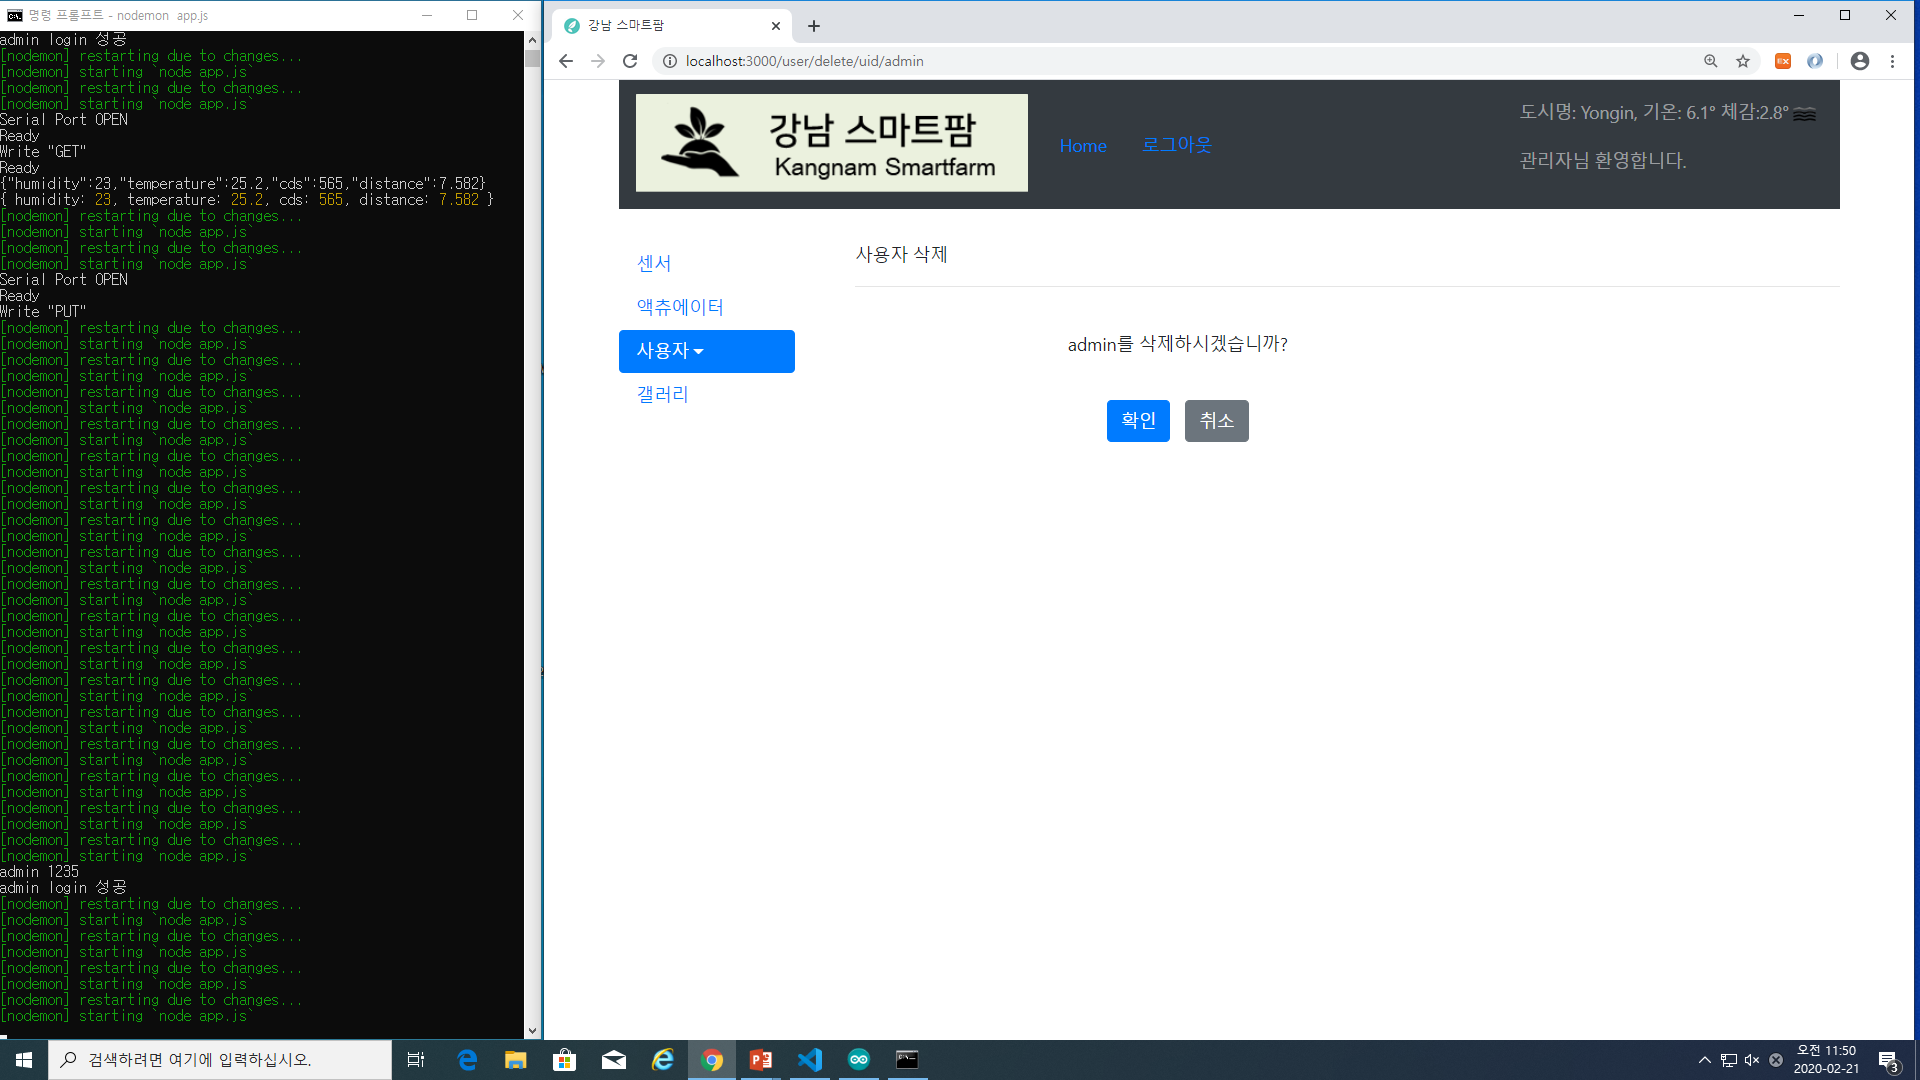 명령 프롬프트 - nodemon  app.js
admin login 성공
[nodemon] restarting due to changes...
[nodemon] starting `node app.js`
[nodemon] restarting due to changes...
[nodemon] starting `node app.js`
Serial Port OPEN
Ready
Write "GET"
Ready
{"humidity":23,"temperature":25.2,"cds":565,"distance":7.582}
{ humidity: 23, temperature: 25.2, cds: 565, distance: 7.582 }
[nodemon] restarting due to changes...
[nodemon] starting `node app.js`
[nodemon] restarting due to changes...
[nodemon] starting `node app.js`
Serial Port OPEN
Ready
Write "PUT"
[nodemon] restarting due to changes...
[nodemon] starting `node app.js`
[nodemon] restarting due to changes...
[nodemon] starting `node app.js`
[nodemon] restarting due to changes...
[nodemon] starting `node app.js`
[nodemon] restarting due to changes...
[nodemon] starting `node app.js`
[nodemon] restarting due to changes...
[nodemon] starting `node app.js`
[nodemon] restarting due to changes...
[nodemon] starting `node app.js`
[nodemon] restarting due to changes...
[nodemon] starting `node app.js`
[nodemon] restarting due to changes...
[nodemon] starting `node app.js`
[nodemon] restarting due to changes...
[nodemon] starting `node app.js`
[nodemon] restarting due to changes...
[nodemon] starting `node app.js`
[nodemon] restarting due to changes...
[nodemon] starting `node app.js`
[nodemon] restarting due to changes...
[nodemon] starting `node app.js`
[nodemon] restarting due to changes...
[nodemon] starting `node app.js`
[nodemon] restarting due to changes...
[nodemon] starting `node app.js`
[nodemon] restarting due to changes...
[nodemon] starting `node app.js`
[nodemon] restarting due to changes...
[nodemon] starting `node app.js`
[nodemon] restarting due to changes...
[nodemon] starting `node app.js`
admin 1235
admin login 성공
[nodemon] restarting due to changes...
[nodemon] starting `node app.js`
[nodemon] restarting due to changes...
[nodemon] starting `node app.js`
[nodemon] restarting due to changes...
[nodemon] starting `node app.js`
[nodemon] restarting due to changes...
[nodemon] starting `node app.js`
강남 스마트팜
localhost:3000/user/delete/uid/admin
강남 스마트팜
Kangnam Smartfarm
Home 로그아웃
도시명: Yongin, 기온: 6.1° 체감:2.8°
관리자님 환영합니다.
센서
액츄에이터
사용자
갤러리
사용자 삭제
admin를 삭제하시겠습니까?
확인 취소
검색하려면 여기에 입력하십시오.
오전 11:50
2020-02-21
3